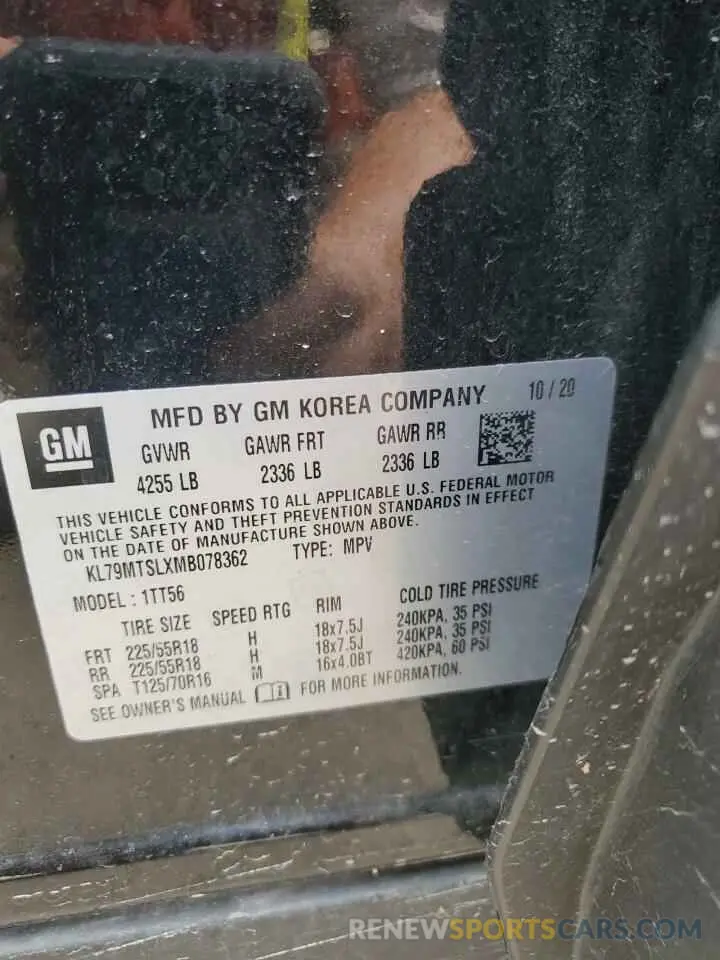 GM
MFD BY GM KOREA COMPANY 10/20
GVWR GAWR FRT GAWR RR
4255 LB 2336 LB 2336 LB
THIS VEHICLE CONFORMS TO ALL APPLICABLE U.S. FEDERAL MOTOR
VEHICLE SAFETY AND THEFT PREVENTION STANDARDS IN EFFECT
ON THE DATE OF MANUFACTURE SHOWN ABOVE.
KL79MTSLXMB078362 TYPE: MPV
MODEL: 1TT56
TIRE SIZE SPEED RTG RIM COLD TIRE PRESSURE
FRT 225/55R18 H 18x7.5J 240KPA, 35 PSI
RR 225/55R18 H 18x7.5J 240KPA, 35 PSI
SPA T125/70R16 M 16x4.0BT 420KPA, 60 PSI
SEE OWNER'S MANUAL FOR MORE INFORMATION.
RENEWSPORTSCARS.COM